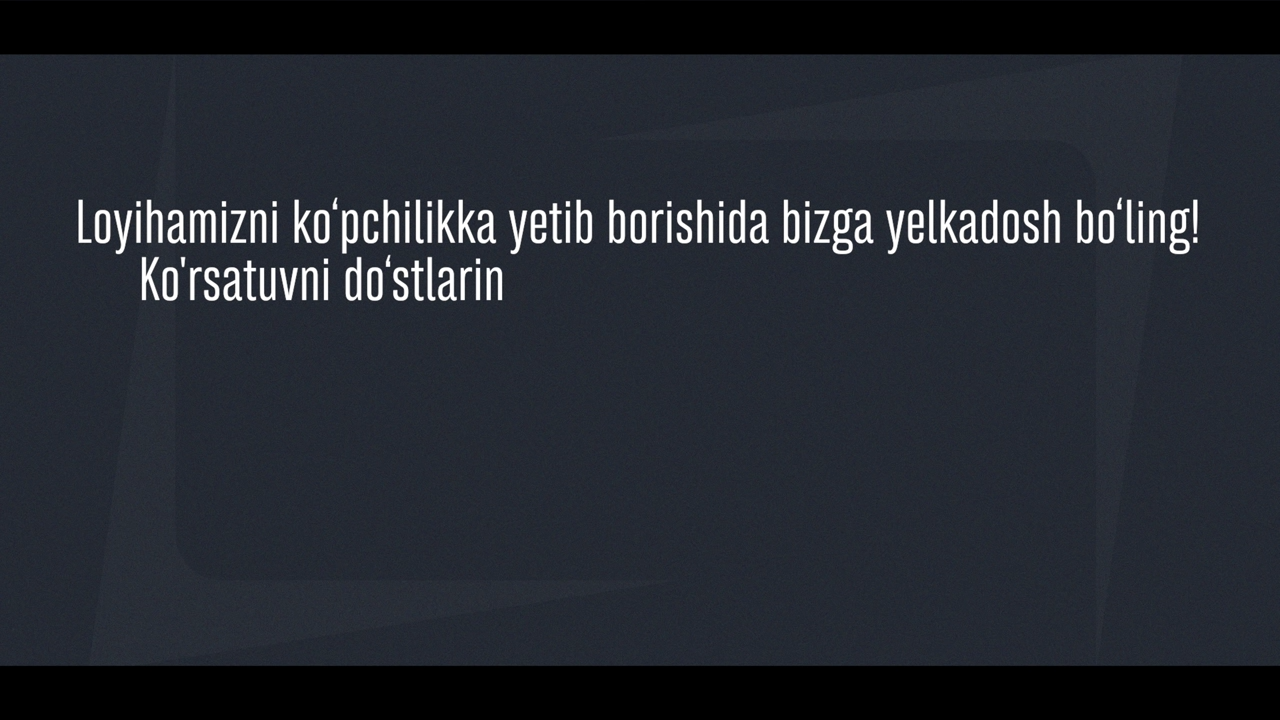 Loyihamizni ko‘pchilikka yetib borishida bizga yelkadosh bo‘ling!
Ko'rsatuvni do‘stlarin